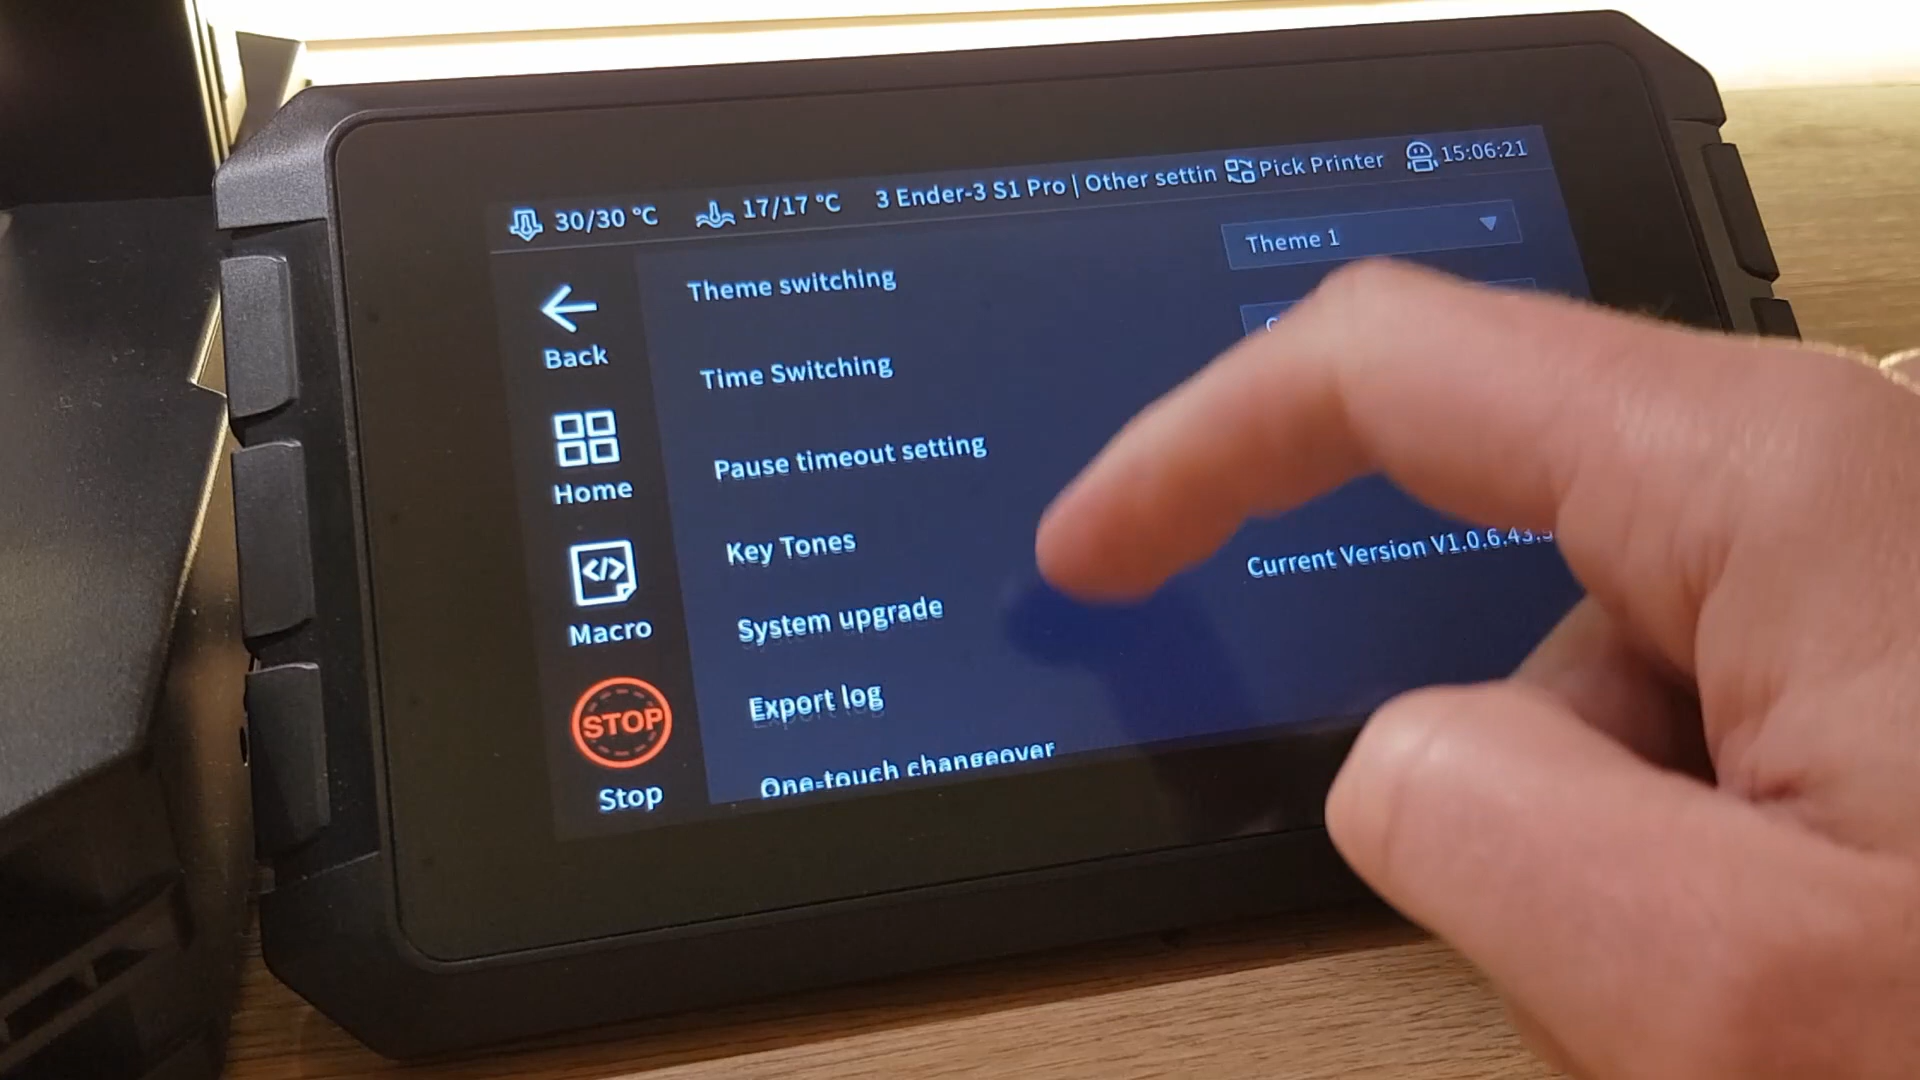 30/30 °C 17/17 °C 3 Ender-3 S1 Pro | Other settin Pick Printer 15:06:21
Theme switching Theme 1
Back
Time Switching
Pause timeout setting
Home
Key Tones
System upgrade Current Version V1.0.6.43
Macro
Export log
STOP
One-touch changeover
Stop